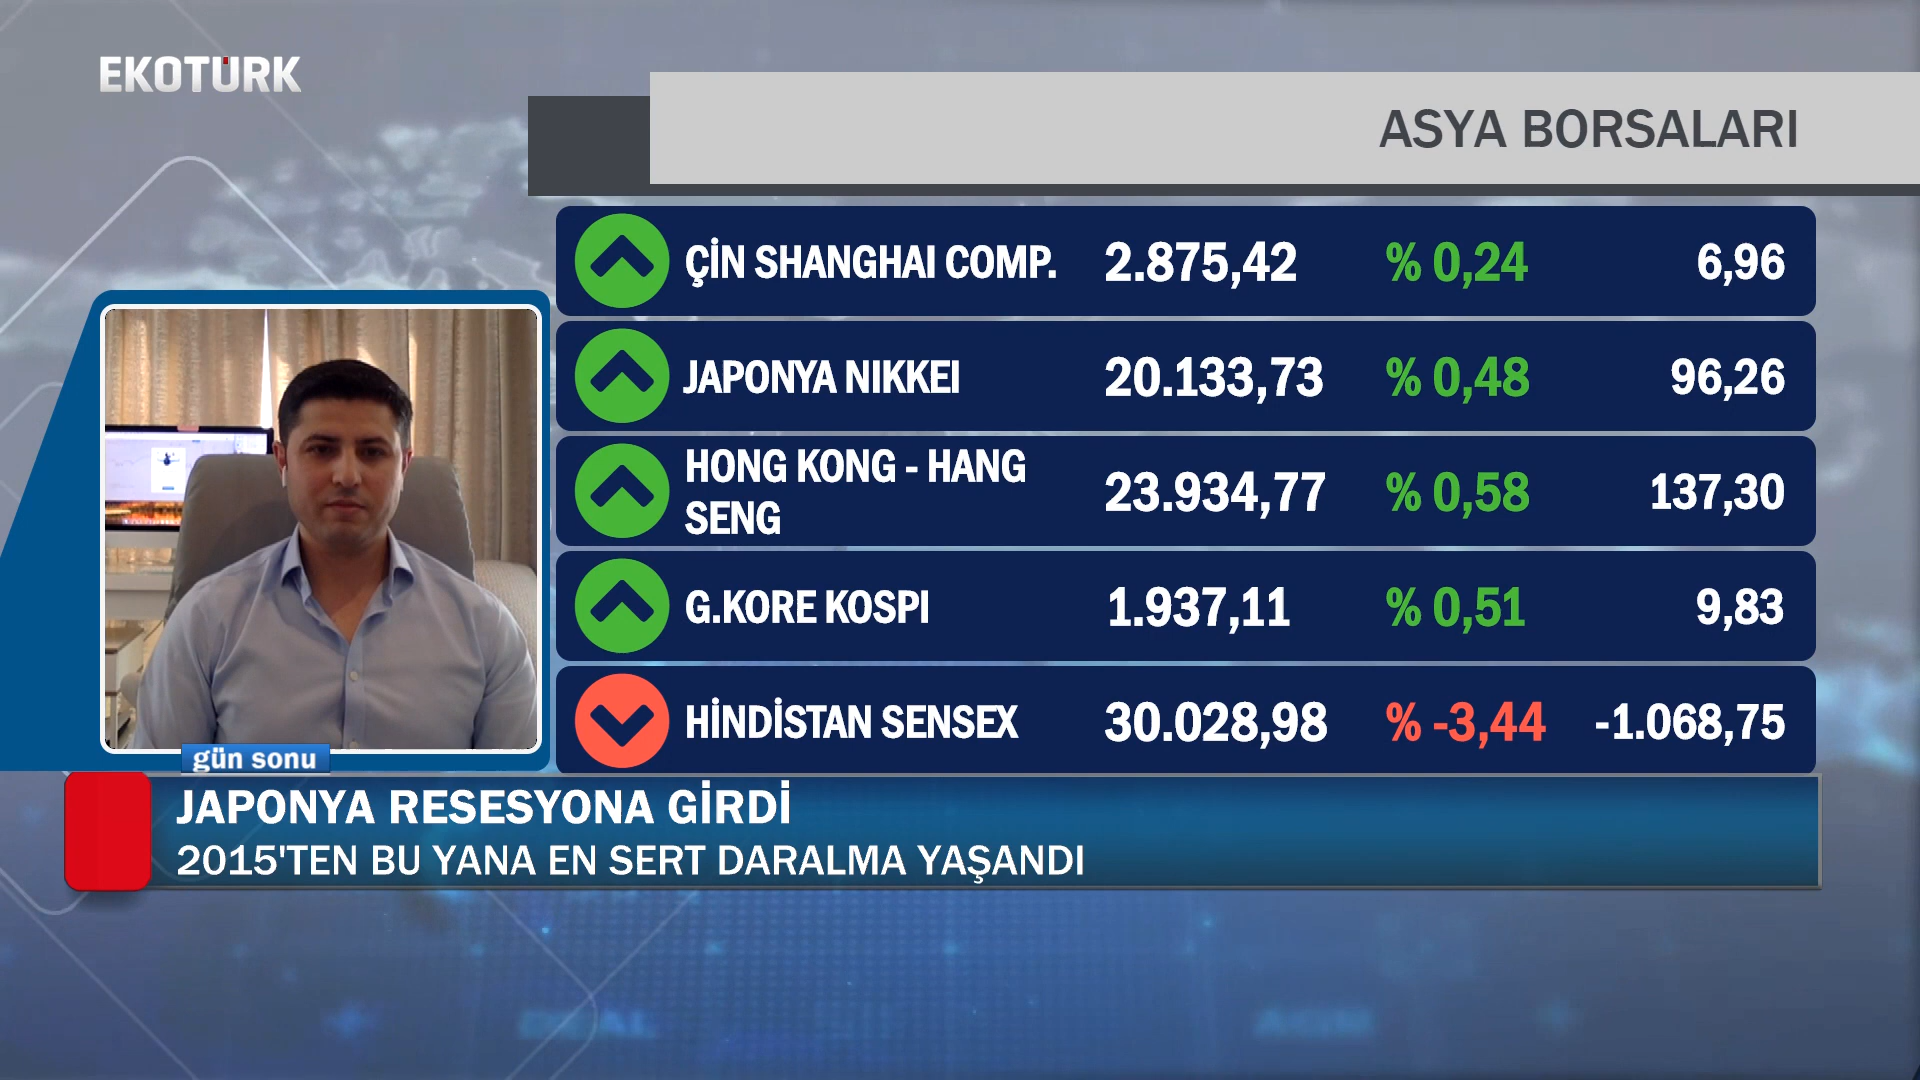 EKOTÜRK
ASYA BORSALARI
ÇİN SHANGHAI COMP. 2.875,42 % 0,24 6,96
JAPONYA NIKKEI 20.133,73 % 0,48 96,26
HONG KONG - HANG
SENG 23.934,77 % 0,58 137,30
G.KORE KOSPI 1.937,11 % 0,51 9,83
HİNDİSTAN SENSEX 30.028,98 % -3,44 -1.068,75
gün sonu
JAPONYA RESESYONA GİRDİ
2015'TEN BU YANA EN SERT DARALMA YAŞANDI